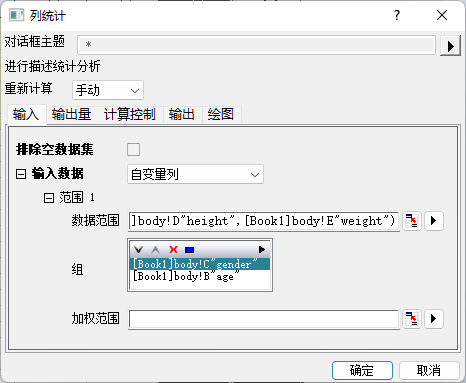 列统计
对话框主题 *
进行描述统计分析
重新计算 手动
输入 输出量 计算控制 输出 绘图
排除空数据集
输入数据 自变量列
范围 1
数据范围 ]body!D"height",[Book1]body!E"weight")
[Book1]body!C"gender"
组
[Book1]body!B"age"
加权范围
确定 取消